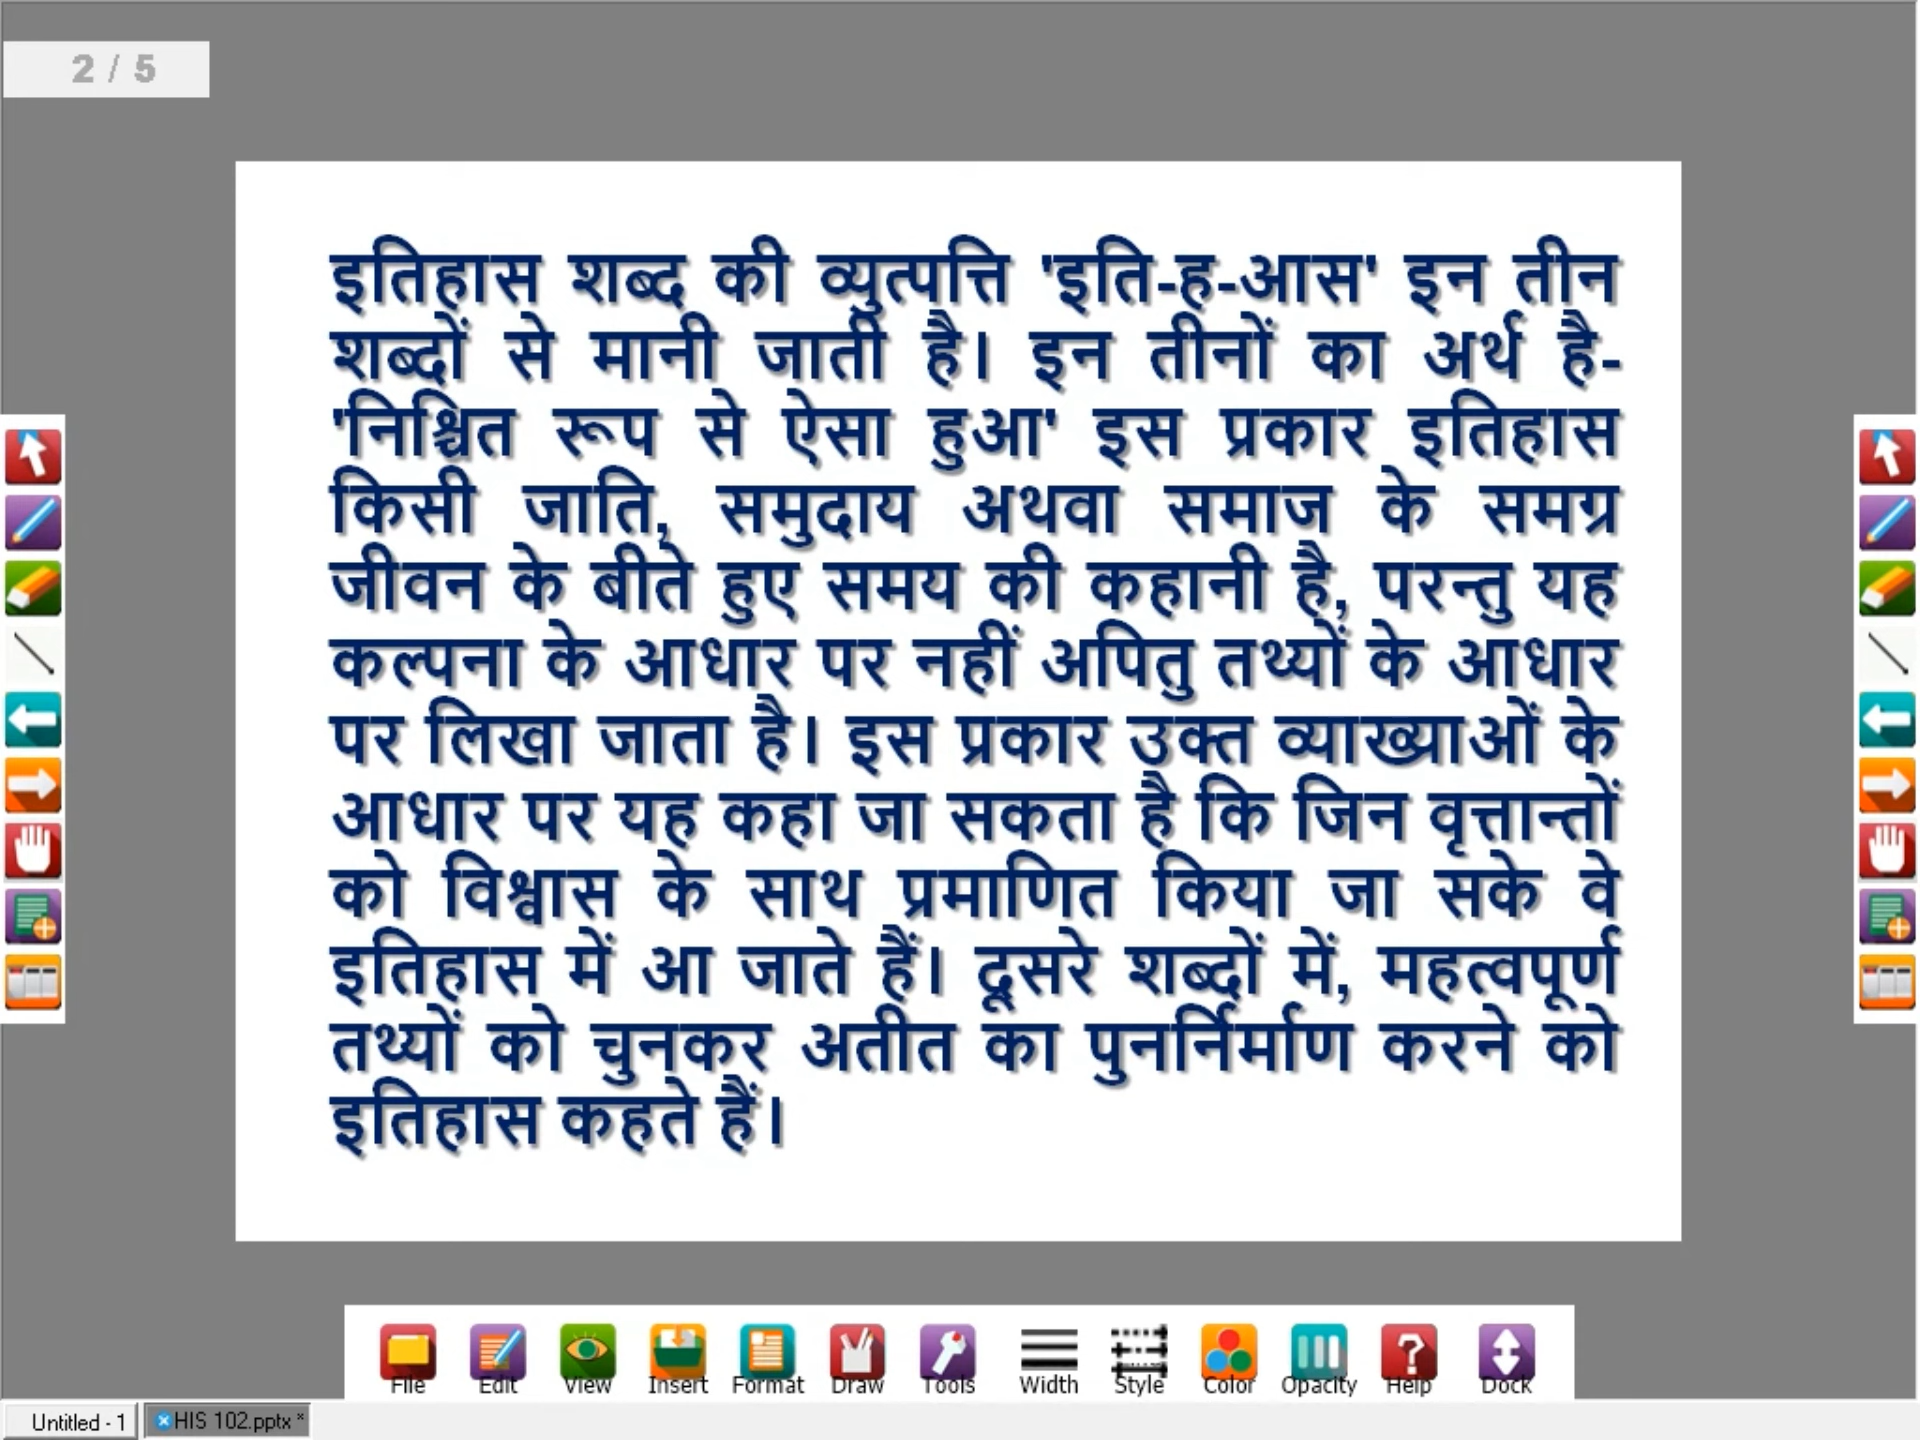 2 / 5
इतिहास शब्द की व्युत्पत्ति 'इति-ह-आस' इन तीन
शब्दों से मानी जाती है। इन तीनों का अर्थ है-
'निश्चित रूप से ऐसा हुआ' इस प्रकार इतिहास
किसी जाति, समुदाय अथवा समाज के समग्र
जीवन के बीते हुए समय की कहानी है, परन्तु यह
कल्पना के आधार पर नहीं अपितु तथ्यों के आधार
पर लिखा जाता है। इस प्रकार उक्त व्याख्याओं के
आधार पर यह कहा जा सकता है कि जिन वृत्तान्तों
को विश्वास के साथ प्रमाणित किया जा सके वे
इतिहास में आ जाते हैं। दूसरे शब्दों में, महत्वपूर्ण
तथ्यों को चुनकर अतीत का पुनर्निर्माण करने को
इतिहास कहते हैं।
File Edit View Insert Format Draw Tools Width Style Color Opacity Help Dock
Untitled - 1 HIS 102.pptx *